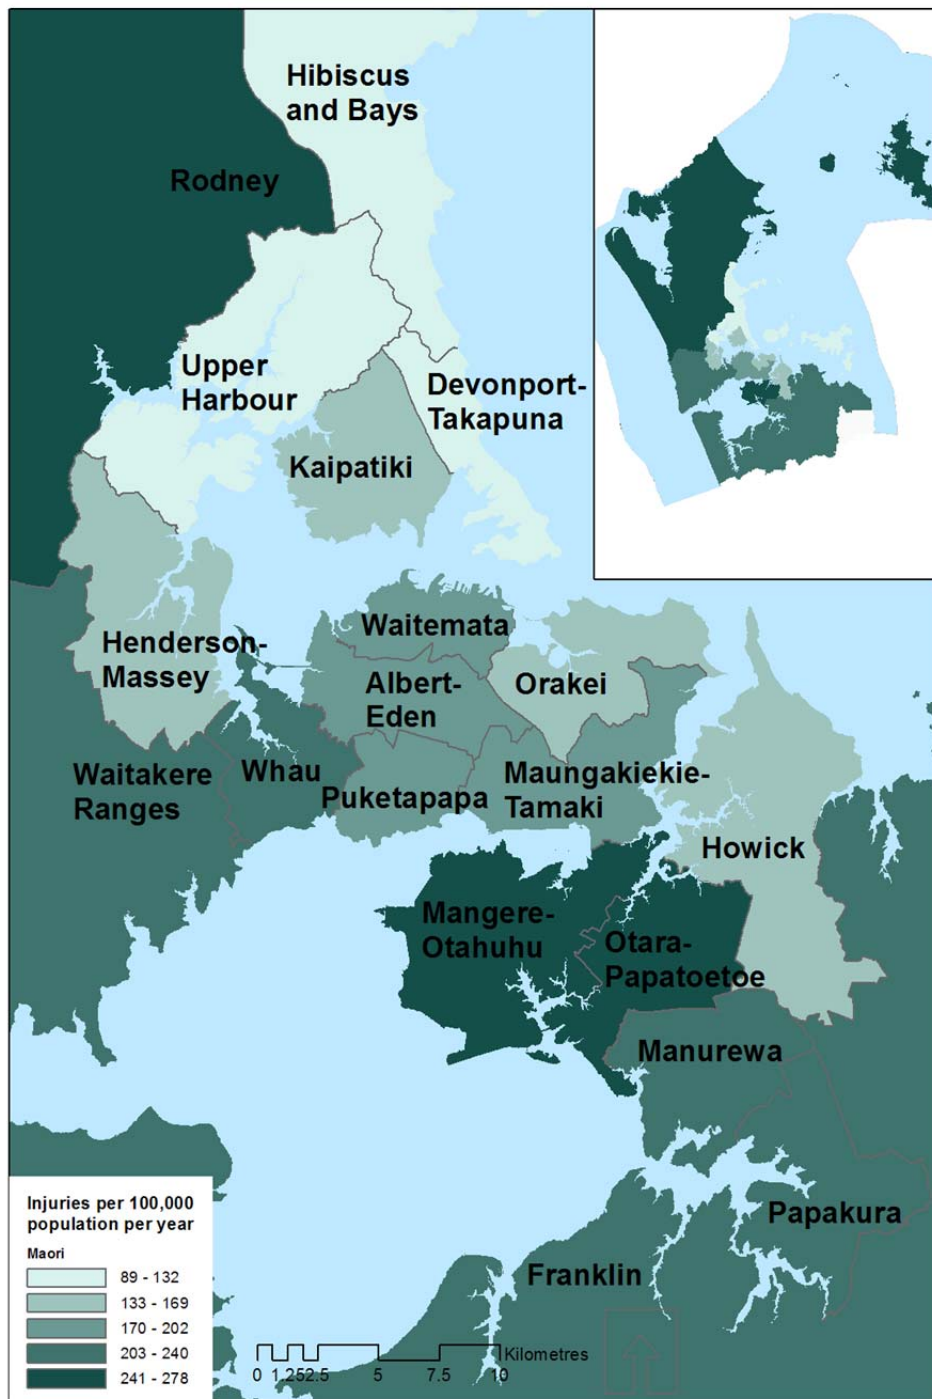 Hibiscus
and Bays
Rodney
Upper
Harbour
Devonport-
Takapuna
Kaipatiki
Henderson-
Massey
Waitemata
Albert-
Eden
Orakei
Waitakere
Ranges
Whau
Puketapapa
Maungakiekie-
Tamaki
Howick
Mangere-
Otahuhu
Otara-
Papatoetoe
Manurewa
Papakura
Franklin
Injuries per 100,000
population per year
Maori
89 - 132
133 - 169
170 - 202
203 - 240
241 - 278
Kilometres
0 1.252.5 5 7.5 10